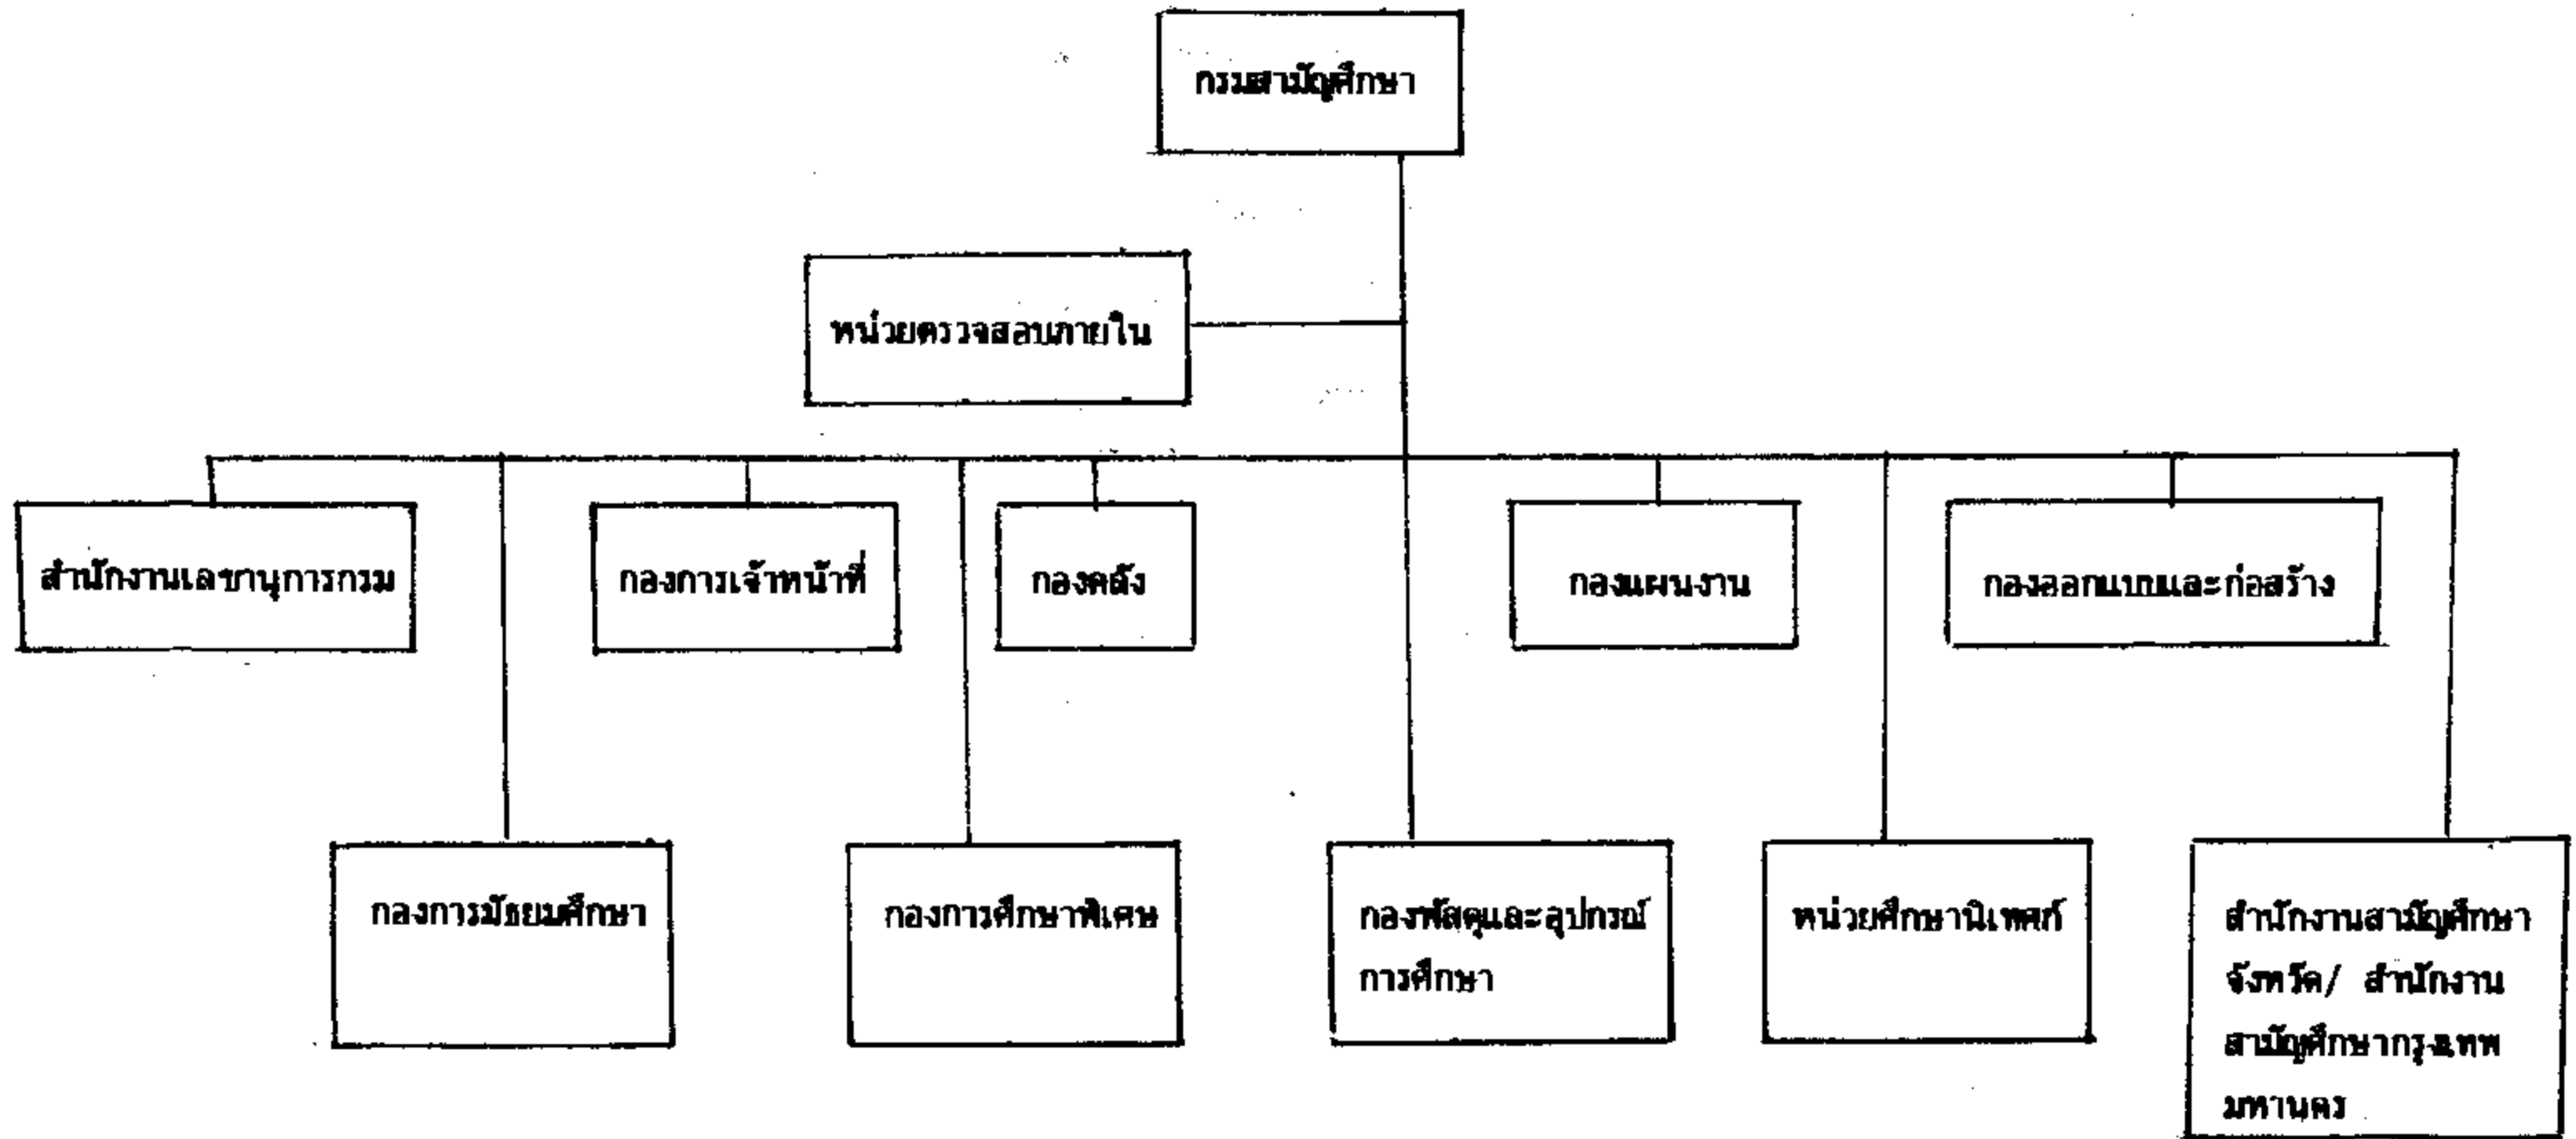 กรมสามัญศึกษา
หน่วยตรวจสอบภายใน
สำนักงานเลขานุการกรม
กองการเจ้าหน้าที่
กองคลัง
กองแผนงาน
กองออกแบบและก่อสร้าง
กองการมัธยมศึกษา
กองการศึกษาพิเศษ
กองพัสดุและอุปกรณ์
การศึกษา
หน่วยศึกษานิเทศก์
สำนักงานสามัญศึกษา
จังหวัด/ สำนักงาน
สามัญศึกษากรุงเทพ
มหานคร